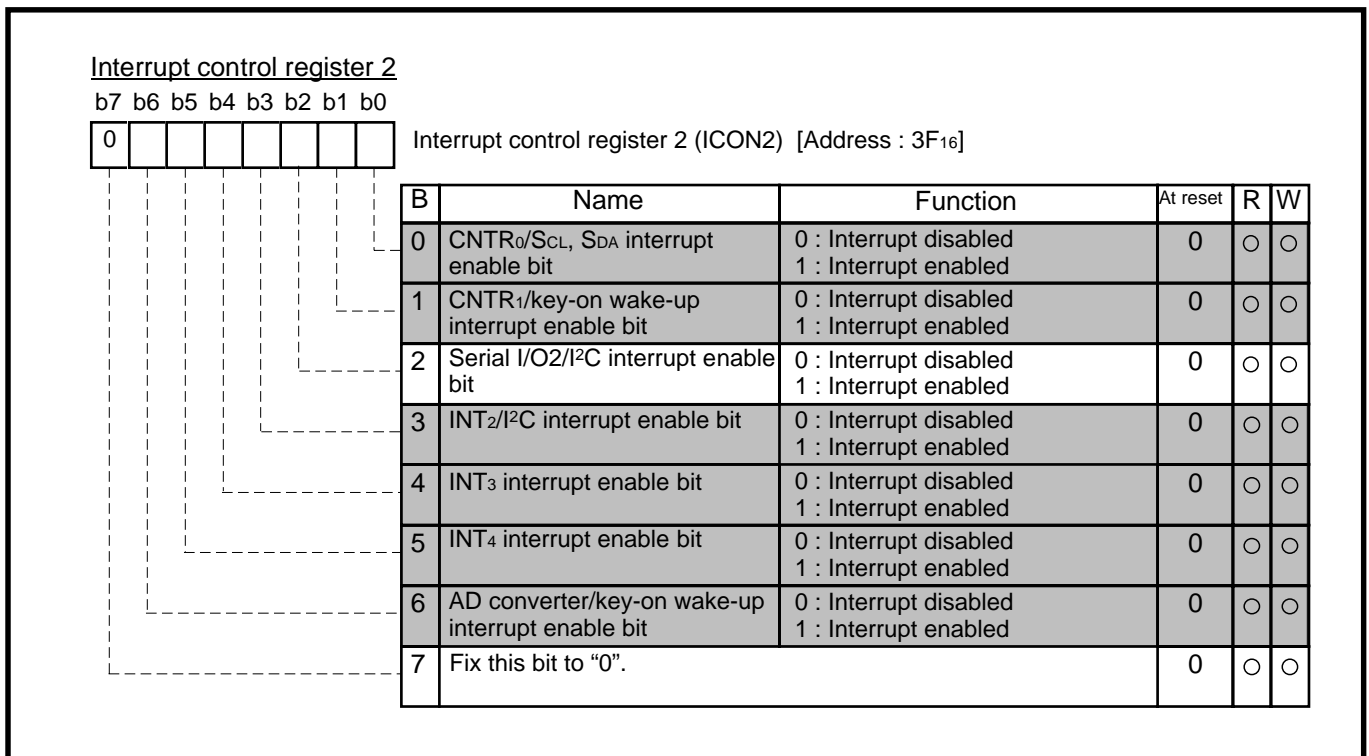 Interrupt control register 2
b7 b6 b5 b4 b3 b2 b1 b0
0
Interrupt control register 2 (ICON2) [Address : 3F₁₆]
B Name Function At reset R W
0 CNTR₀/SCL, SDA interrupt 0 : Interrupt disabled 0 ○ ○
enable bit 1 : Interrupt enabled
1 CNTR₁/key-on wake-up 0 : Interrupt disabled 0 ○ ○
interrupt enable bit 1 : Interrupt enabled
2 Serial I/O2/I²C interrupt enable 0 : Interrupt disabled 0 ○ ○
bit 1 : Interrupt enabled
3 INT₂/I²C interrupt enable bit 0 : Interrupt disabled 0 ○ ○
1 : Interrupt enabled
4 INT₃ interrupt enable bit 0 : Interrupt disabled 0 ○ ○
1 : Interrupt enabled
5 INT₄ interrupt enable bit 0 : Interrupt disabled 0 ○ ○
1 : Interrupt enabled
6 AD converter/key-on wake-up 0 : Interrupt disabled 0 ○ ○
interrupt enable bit 1 : Interrupt enabled
7 Fix this bit to “0”. 0 ○ ○